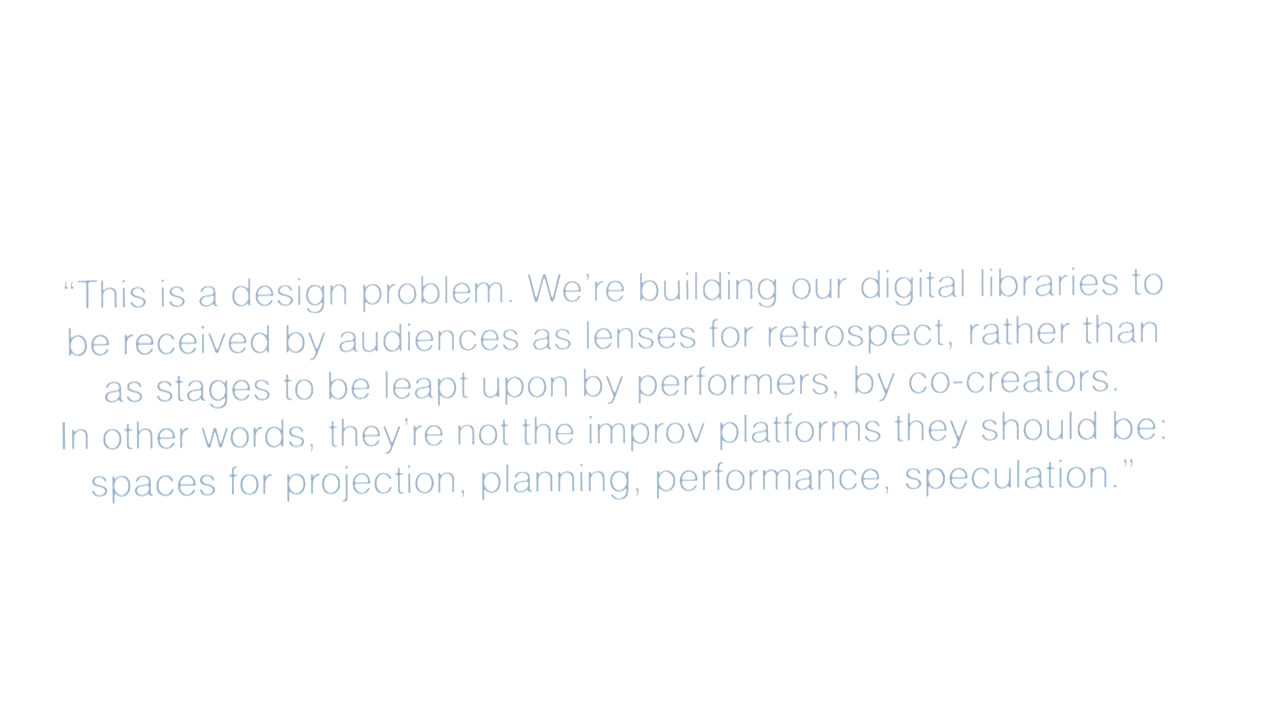 “This is a design problem. We’re building our digital libraries to
be received by audiences as lenses for retrospect, rather than
as stages to be leapt upon by performers, by co-creators.
In other words, they’re not the improv platforms they should be:
spaces for projection, planning, performance, speculation.”